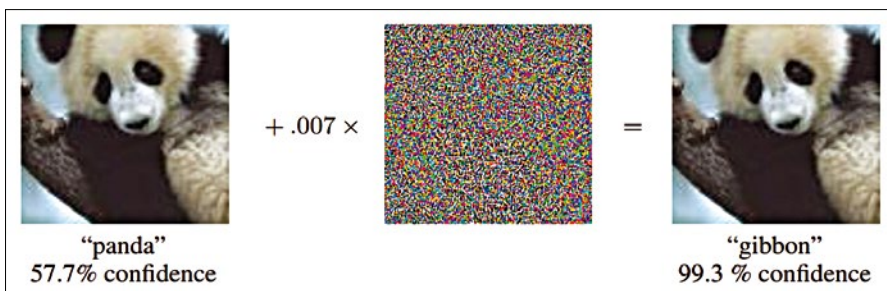 + .007 ×
=
“panda”
57.7% confidence
“gibbon”
99.3 % confidence